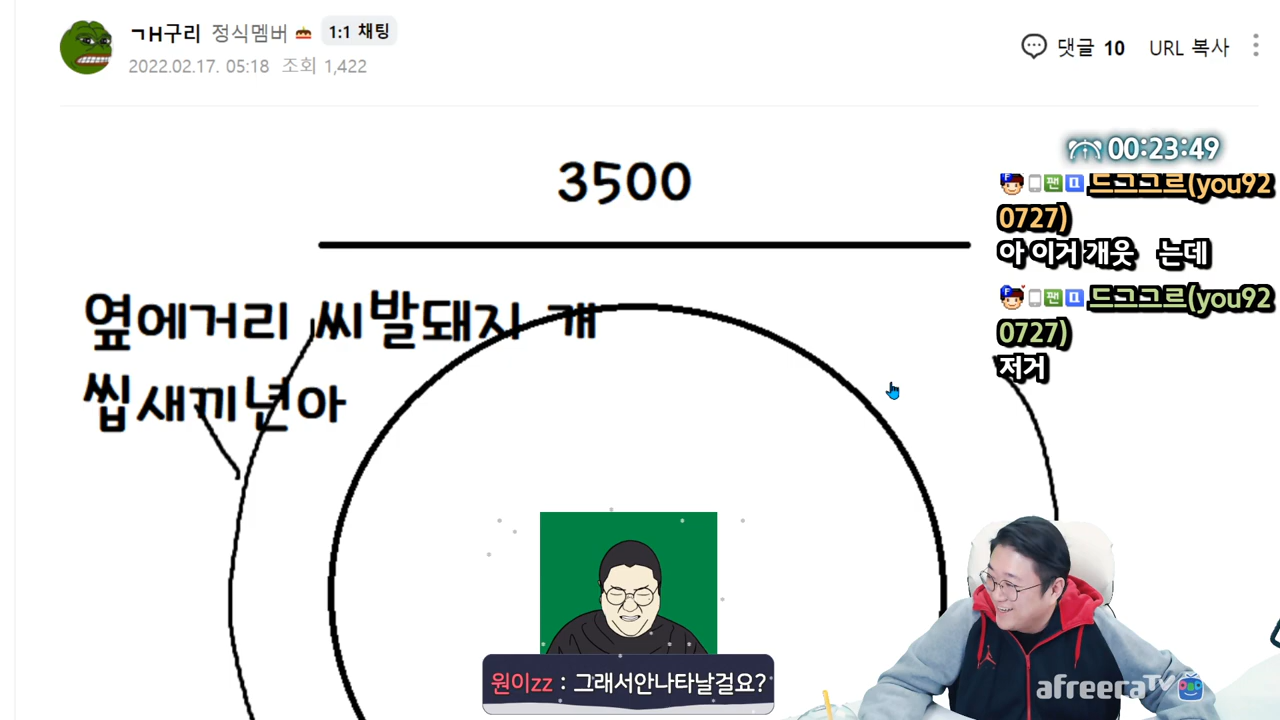 ㄱH구리 정식멤버 1:1 채팅
2022.02.17. 05:18 조회 1,422
댓글 10 URL 복사
3500
00:23:49
옆에거리 씨발돼지 걔
씹새끼년아
드그그르(you92
0727)
아 이거 개웃 는데
드그그르(you92
0727)
저거
원이zz : 그래서안나타날걸요?
afreecaTV